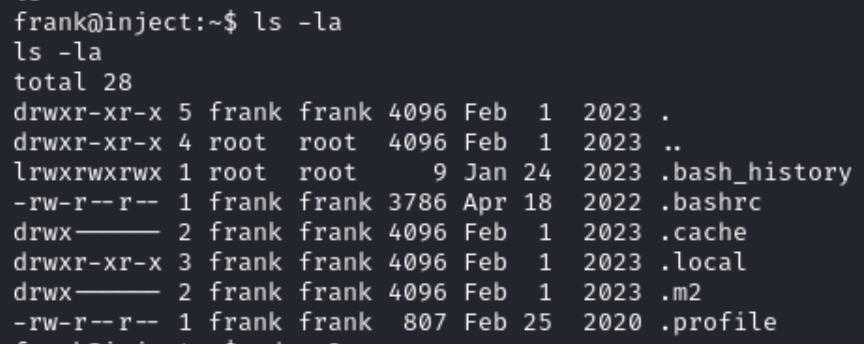 frank@inject:~$ ls -la
ls -la
total 28
drwxr-xr-x 5 frank frank 4096 Feb  1  2023 .
drwxr-xr-x 4 root  root  4096 Feb  1  2023 ..
lrwxrwxrwx 1 root  root     9 Jan 24  2023 .bash_history
-rw-r--r-- 1 frank frank 3786 Apr 18  2022 .bashrc
drwx------ 2 frank frank 4096 Feb  1  2023 .cache
drwxr-xr-x 3 frank frank 4096 Feb  1  2023 .local
drwx------ 2 frank frank 4096 Feb  1  2023 .m2
-rw-r--r-- 1 frank frank  807 Feb 25  2020 .profile